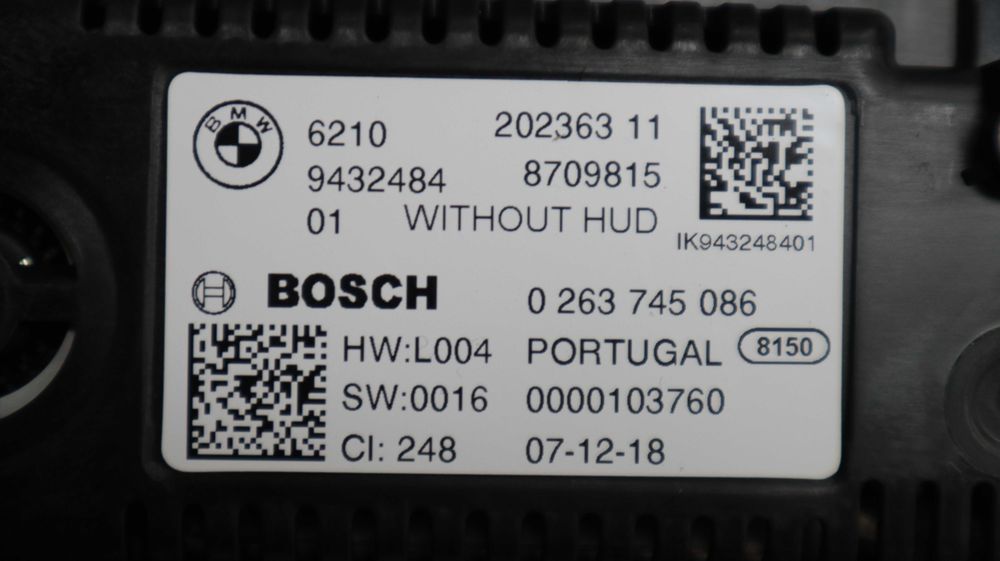 BMW
6210 202363 11
9432484 8709815
01 WITHOUT HUD
IK943248401
BOSCH 0 263 745 086
HW:L004 PORTUGAL 8150
SW:0016 0000103760
CI: 248 07-12-18